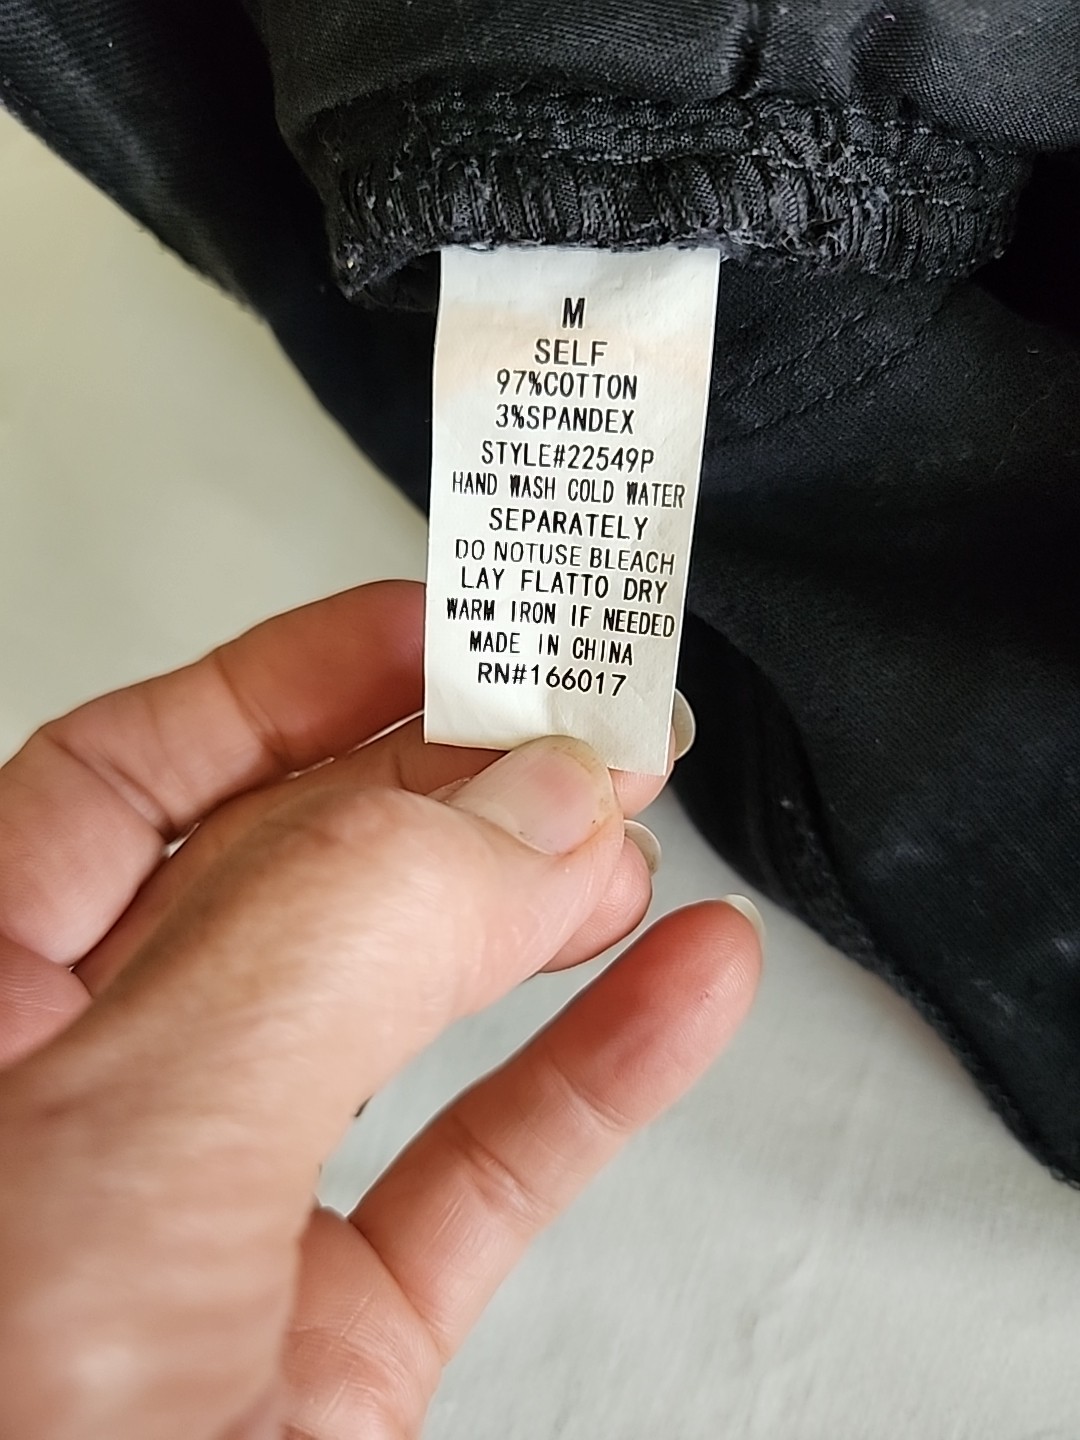 M
SELF
97%COTTON
3%SPANDEX
STYLE#22549P
HAND WASH COLD WATER
SEPARATELY
DO NOTUSE BLEACH
LAY FLATTO DRY
WARM IRON IF NEEDED
MADE IN CHINA
RN#166017